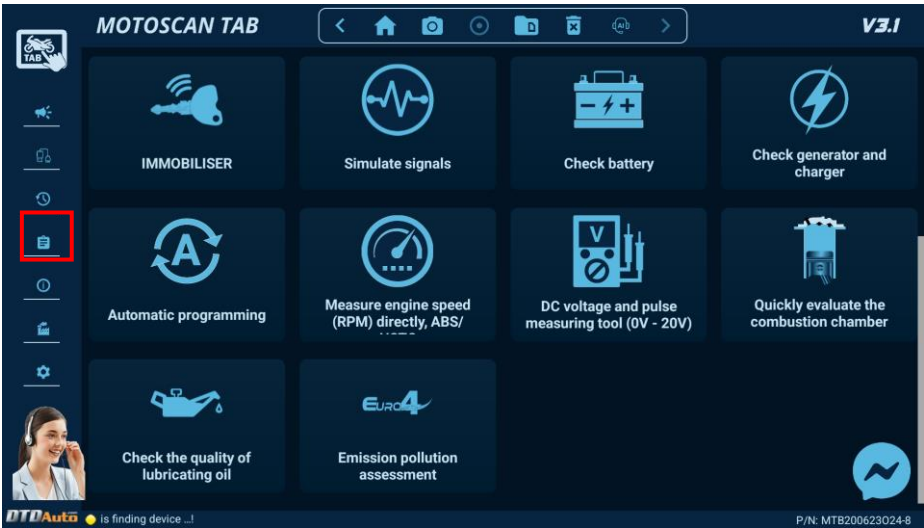 TAB
MOTOSCAN TAB
AI
V3.1
IMMOBILISER
Simulate signals
Check battery
Check generator and
charger
A
Automatic programming
Measure engine speed
(RPM) directly, ABS/
V
DC voltage and pulse
measuring tool (0V - 20V)
Quickly evaluate the
combustion chamber
Check the quality of
lubricating oil
EURO4
Emission pollution
assessment
DTDAuto
is finding device ...!
P/N: MTB200623O24-8